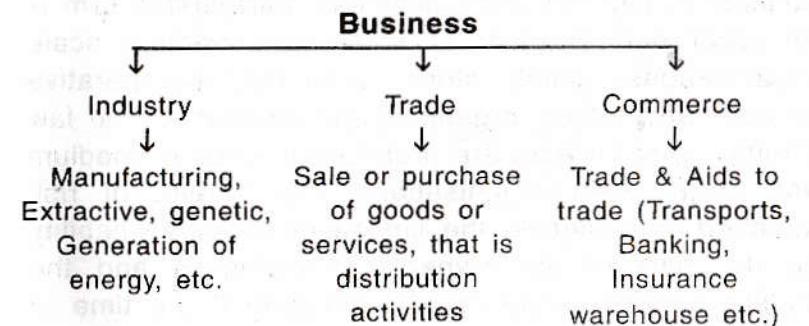 Business
Industry
Trade
Commerce
Manufacturing,
Extractive, genetic,
Generation of
energy, etc.
Sale or purchase
of goods or
services, that is
distribution
activities
Trade & Aids to
trade (Transports,
Banking,
Insurance
warehouse etc.)